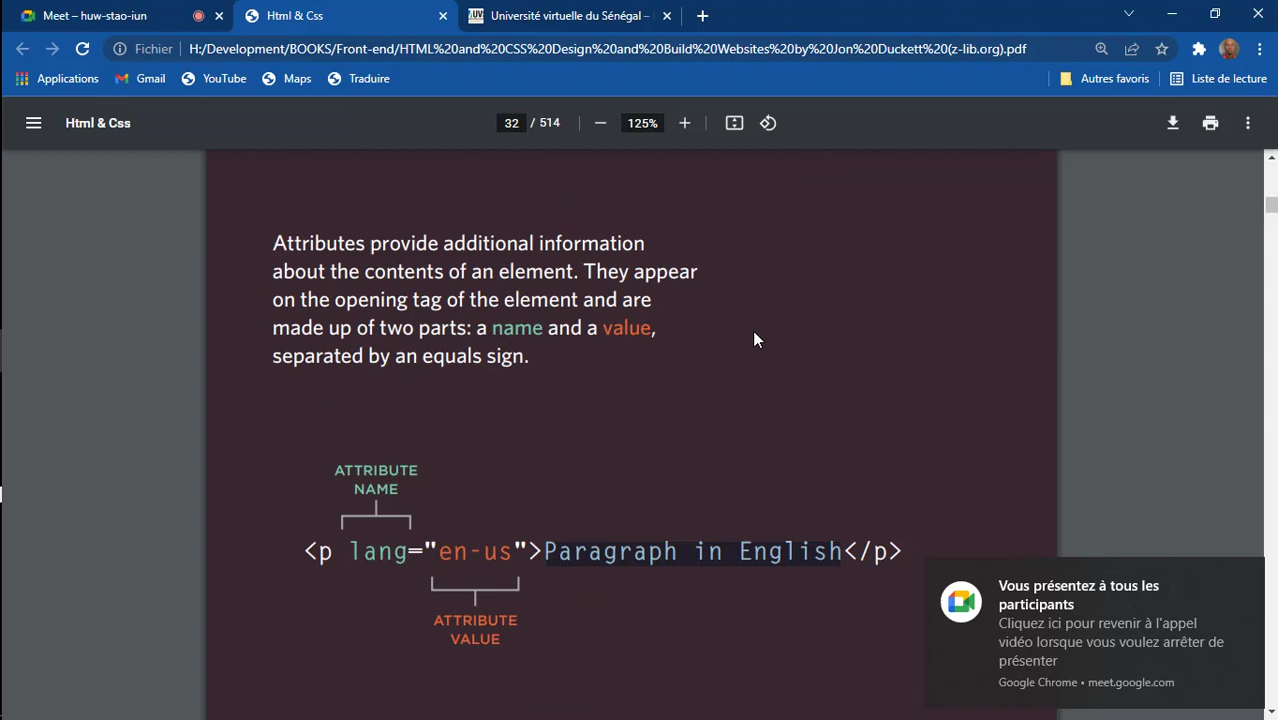 Meet – huw-stao-iun
Html & Css
Université virtuelle du Sénégal –
Fichier
H:/Development/BOOKS/Front-end/HTML%20and%20CSS%20Design%20and%20Build%20Websites%20by%20Jon%20Duckett%20(z-lib.org).pdf
Applications
Gmail
YouTube
Maps
Traduire
Autres favoris
Liste de lecture
Html & Css
32 / 514
125%
Attributes provide additional information
about the contents of an element. They appear
on the opening tag of the element and are
made up of two parts: a name and a value,
separated by an equals sign.
ATTRIBUTE
NAME
<p lang="en-us">Paragraph in English</p>
ATTRIBUTE
VALUE
Vous présentez à tous les
participants
Cliquez ici pour revenir à l'appel
vidéo lorsque vous voulez arrêter de
présenter
Google Chrome • meet.google.com